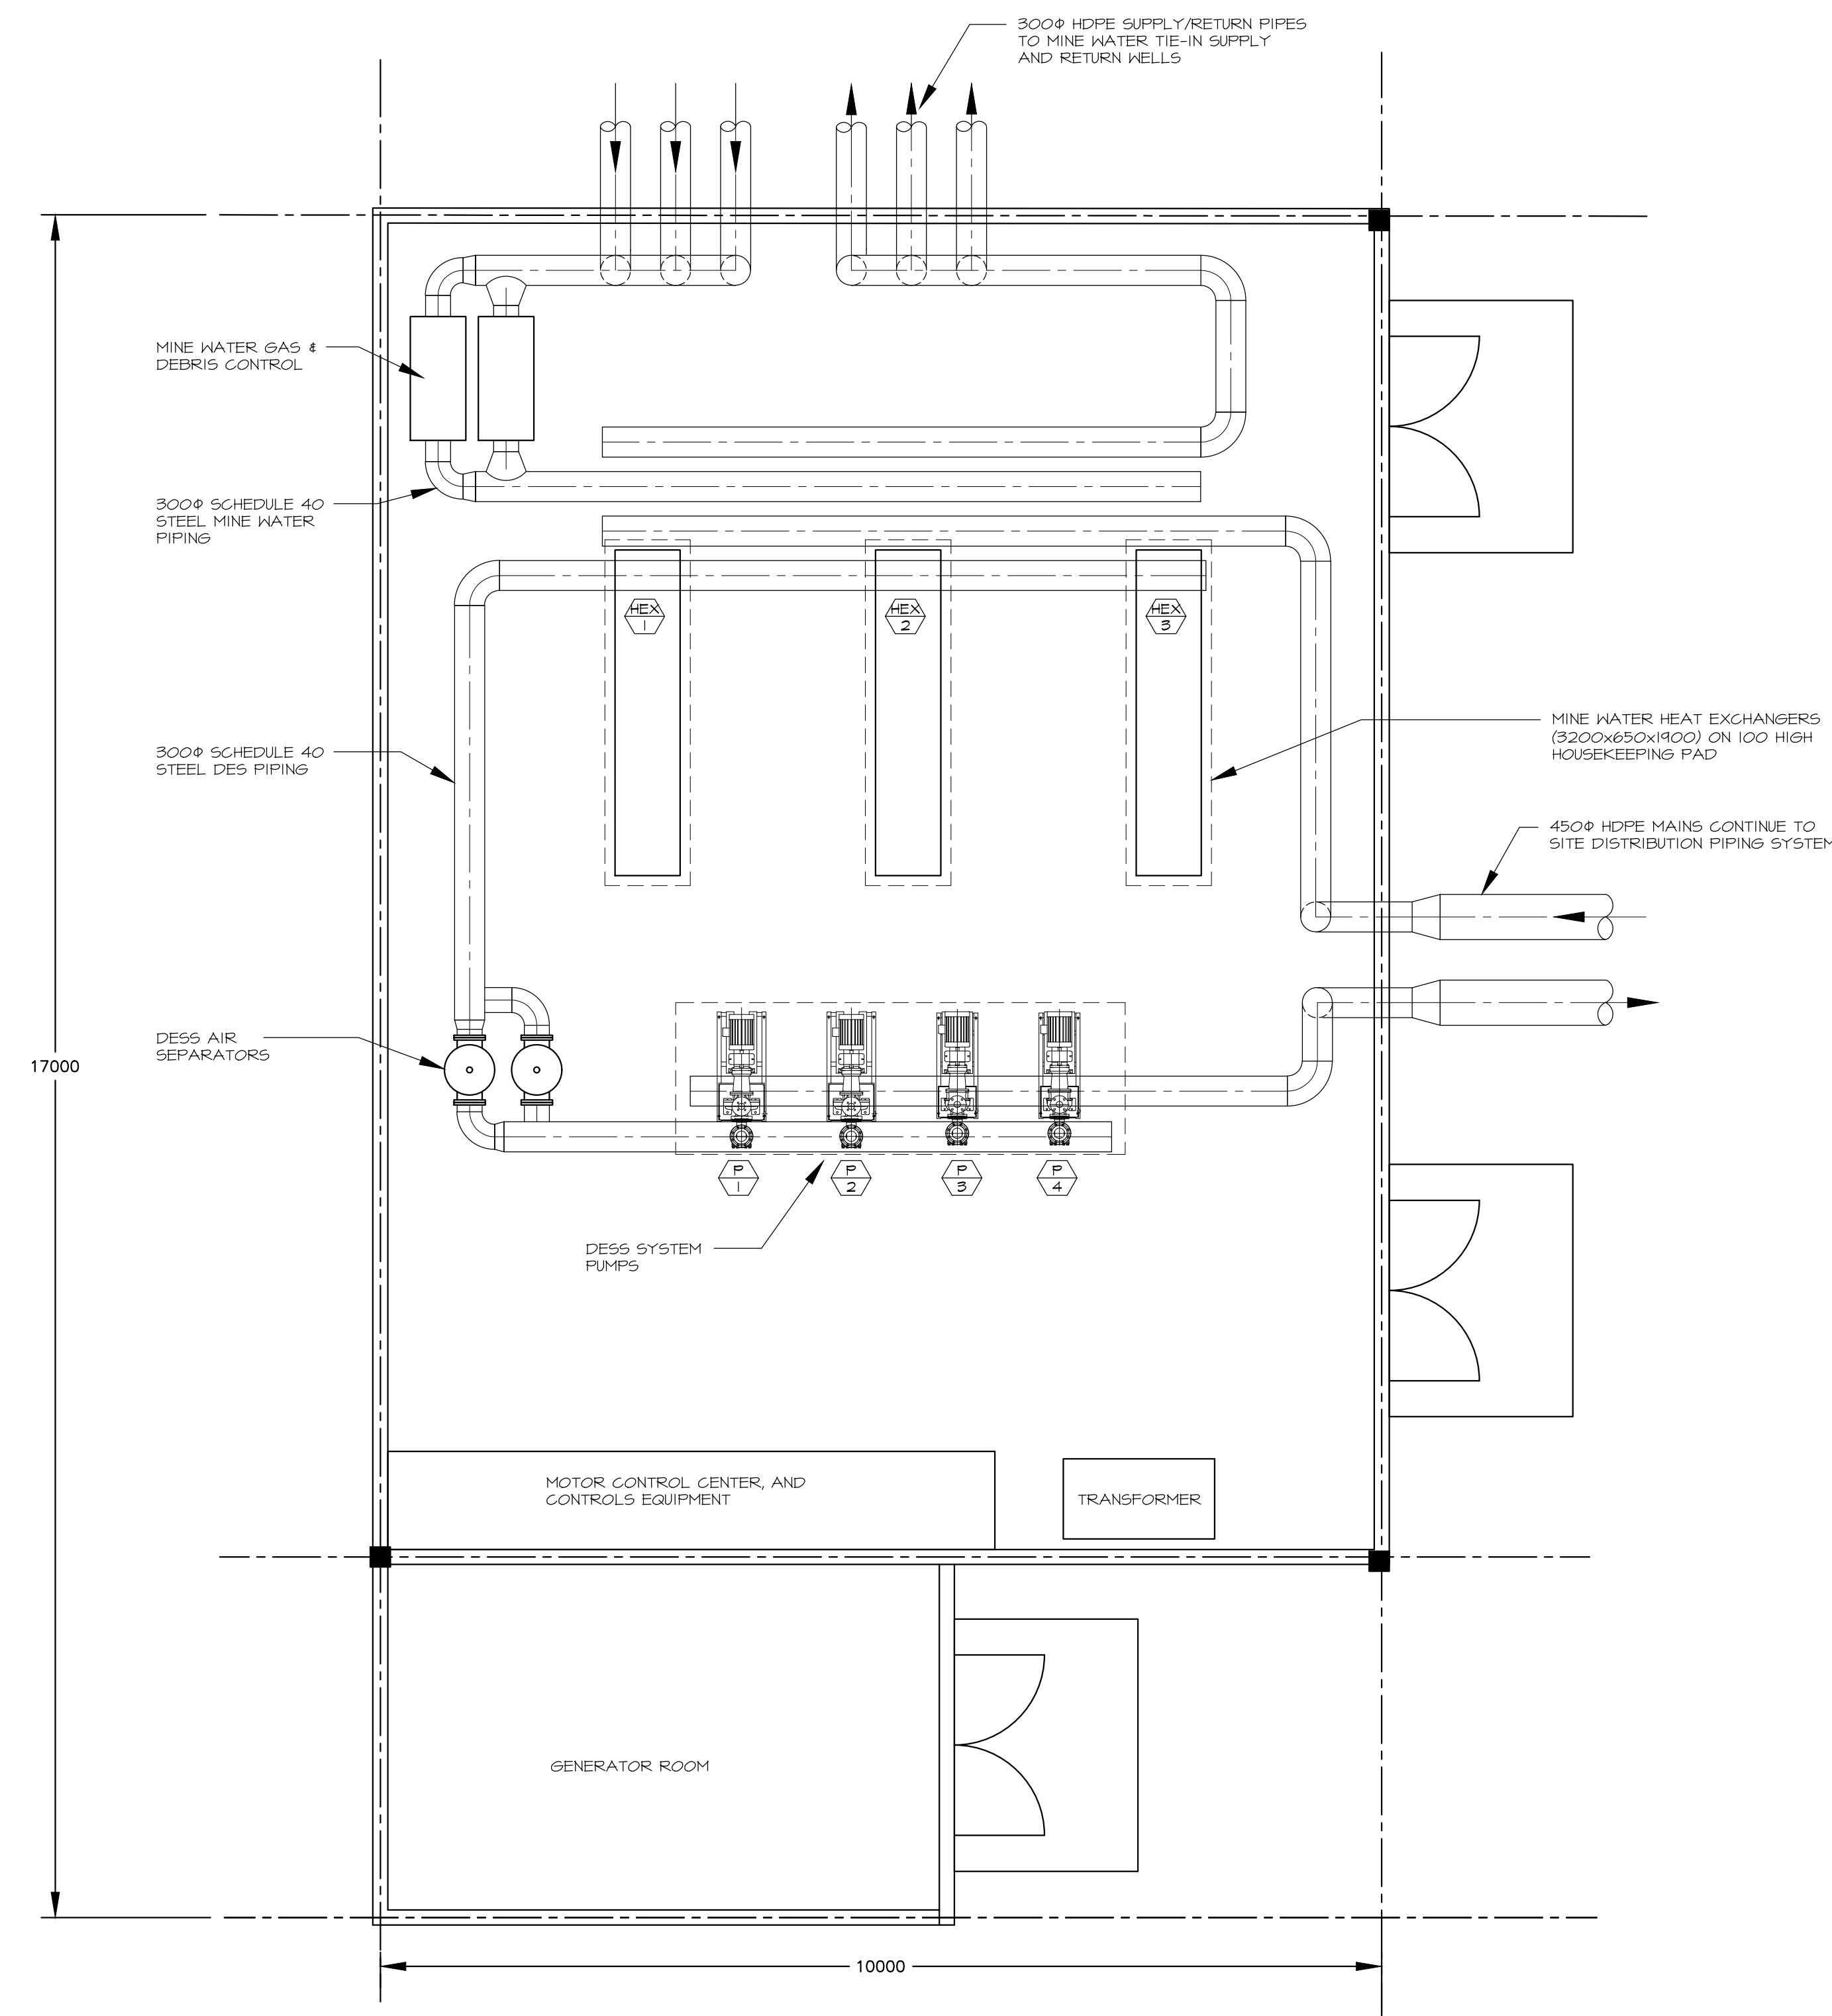 300Φ HDPE SUPPLY/RETURN PIPES
TO MINE WATER TIE-IN SUPPLY
AND RETURN WELLS
MINE WATER GAS &
DEBRIS CONTROL
300Φ SCHEDULE 40
STEEL MINE WATER
PIPING
HEX
1
HEX
2
HEX
3
MINE WATER HEAT EXCHANGERS
(3200x650x1900) ON 100 HIGH
HOUSEKEEPING PAD
300Φ SCHEDULE 40
STEEL DES PIPING
450Φ HDPE MAINS CONTINUE TO
SITE DISTRIBUTION PIPING SYSTEM
DESS AIR
SEPARATORS
17000
P
1
P
2
P
3
P
4
DESS SYSTEM
PUMPS
MOTOR CONTROL CENTER, AND
CONTROLS EQUIPMENT
TRANSFORMER
GENERATOR ROOM
10000